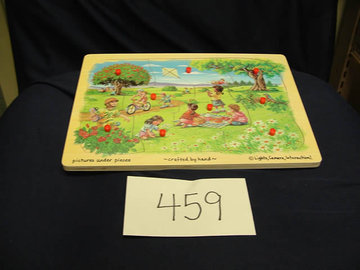 pictures under pieces ~crafted by hand~ ©Lights, Camera, Interaction!
459